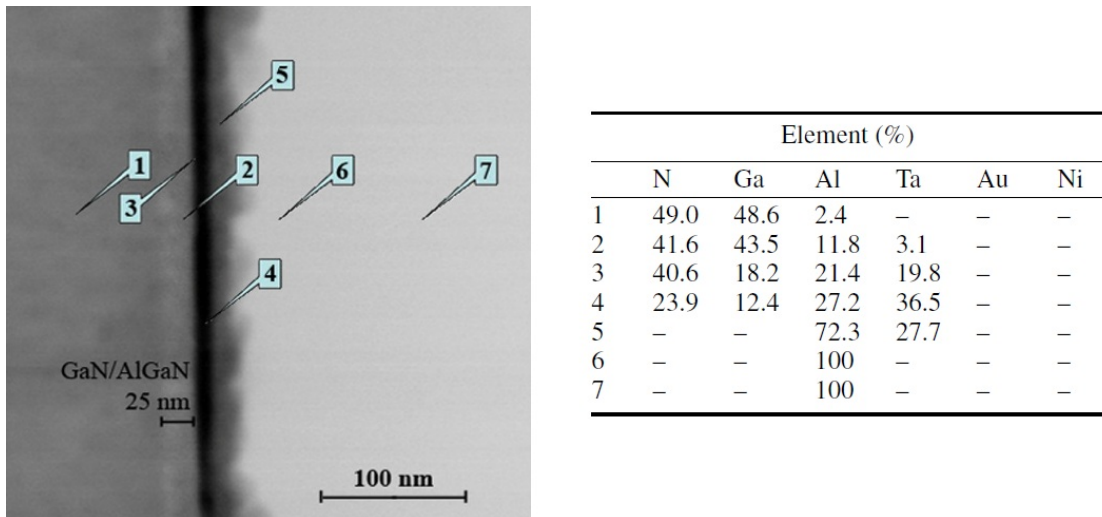 5
1
2
6
7
3
4
GaN/AlGaN
25 nm
100 nm
Element (%)
N Ga Al Ta Au Ni
1 49.0 48.6 2.4 – – –
2 41.6 43.5 11.8 3.1 – –
3 40.6 18.2 21.4 19.8 – –
4 23.9 12.4 27.2 36.5 – –
5 – – 72.3 27.7 – –
6 – – 100 – – –
7 – – 100 – – –